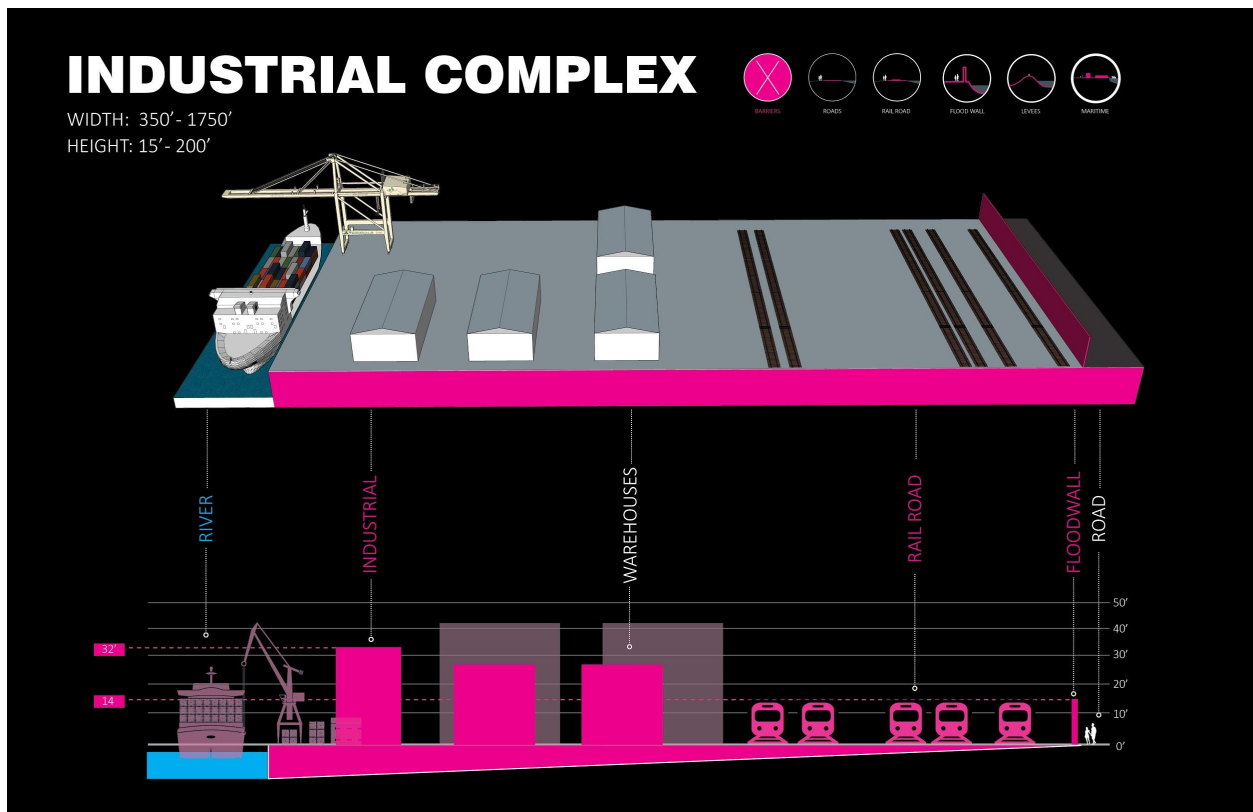 INDUSTRIAL COMPLEX
WIDTH: 350'- 1750'
HEIGHT: 15'- 200'
BARRIERS
ROADS
RAIL ROAD
FLOOD WALL
LEVEES
MARITIME
RIVER
INDUSTRIAL
WAREHOUSES
RAIL ROAD
FLOODWALL
ROAD
50'
40'
32'
30'
20'
14
10'
0'